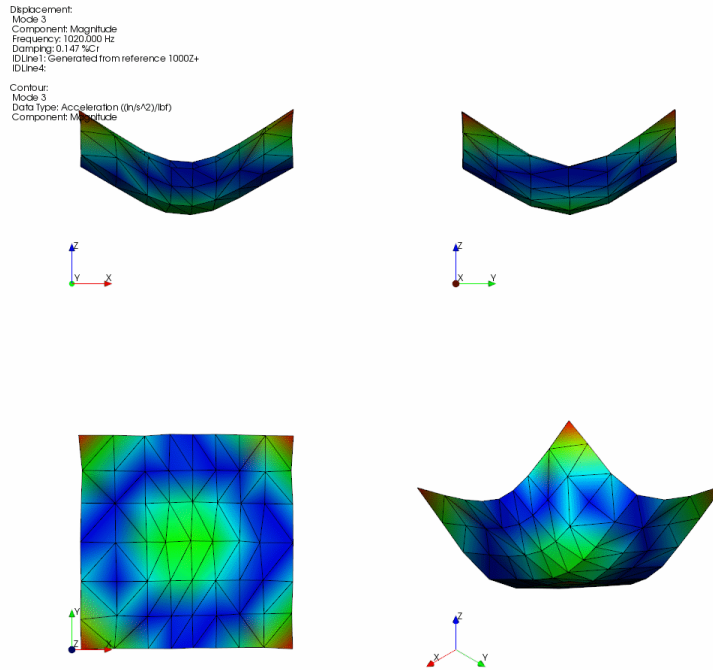 Displacement:
Mode 3
Component: Magnitude
Frequency: 1020.000 Hz
Damping: 0.147 %Cr
IDLine1: Generated from reference 1000Z+
IDLine4:
Contour:
Mode 3
Data Type: Acceleration ((in/s^2)/lbf)
Component: Magnitude
Z
Y X
Z
X Y
Y
Z X
Z
X Y